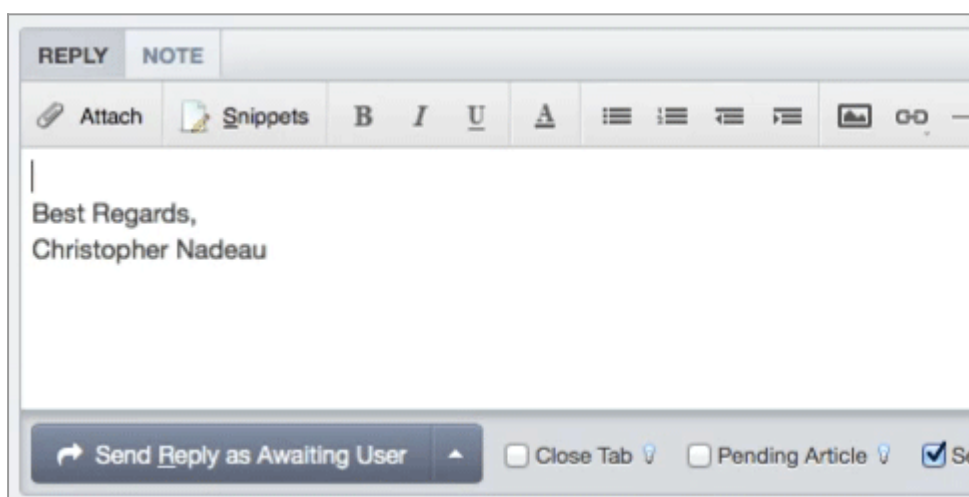 REPLY NOTE
Attach Snippets B I U A
Best Regards,
Christopher Nadeau
Send Reply as Awaiting User Close Tab Pending Article